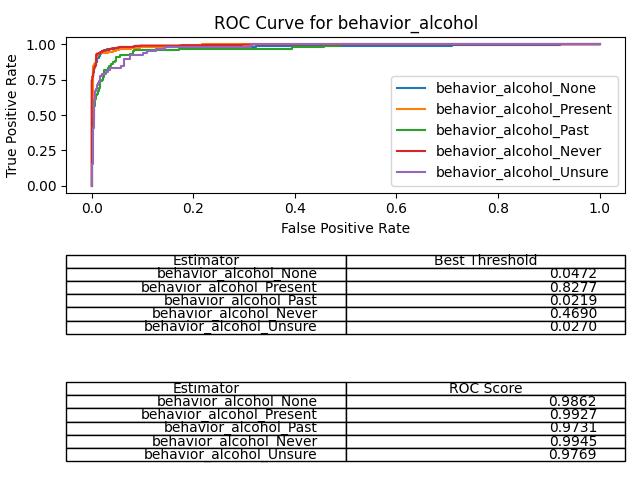 ROC Curve for behavior_alcohol
1.00
0.75
0.50
0.25
0.00
True Positive Rate
behavior_alcohol_None
behavior_alcohol_Present
behavior_alcohol_Past
behavior_alcohol_Never
behavior_alcohol_Unsure
0.0 0.2 0.4 0.6 0.8 1.0
False Positive Rate
Estimator Best Threshold
behavior_alcohol_None 0.0472
behavior_alcohol_Present 0.8277
behavior_alcohol_Past 0.0219
behavior_alcohol_Never 0.4690
behavior_alcohol_Unsure 0.0270
Estimator ROC Score
behavior_alcohol_None 0.9862
behavior_alcohol_Present 0.9927
behavior_alcohol_Past 0.9731
behavior_alcohol_Never 0.9945
behavior_alcohol_Unsure 0.9769